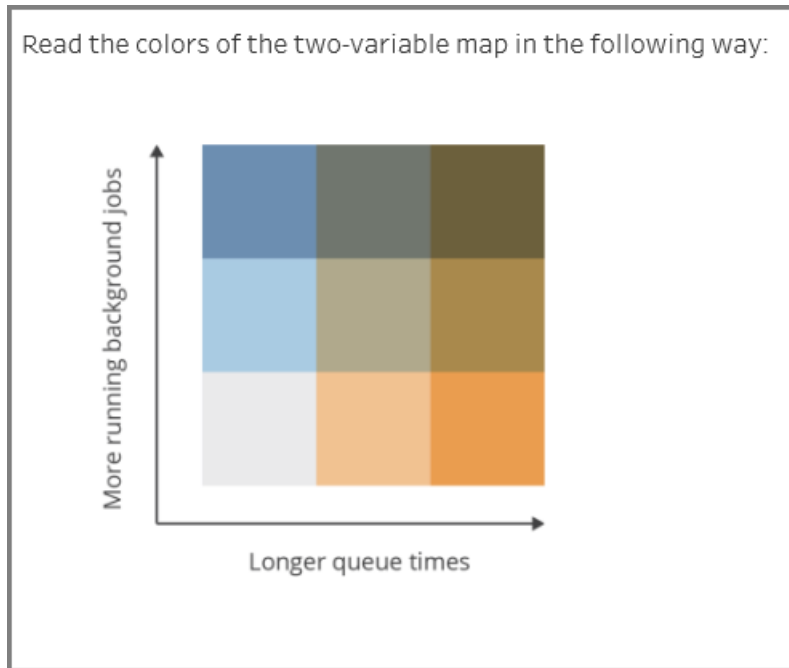 Read the colors of the two-variable map in the following way:
More running background jobs
Longer queue times